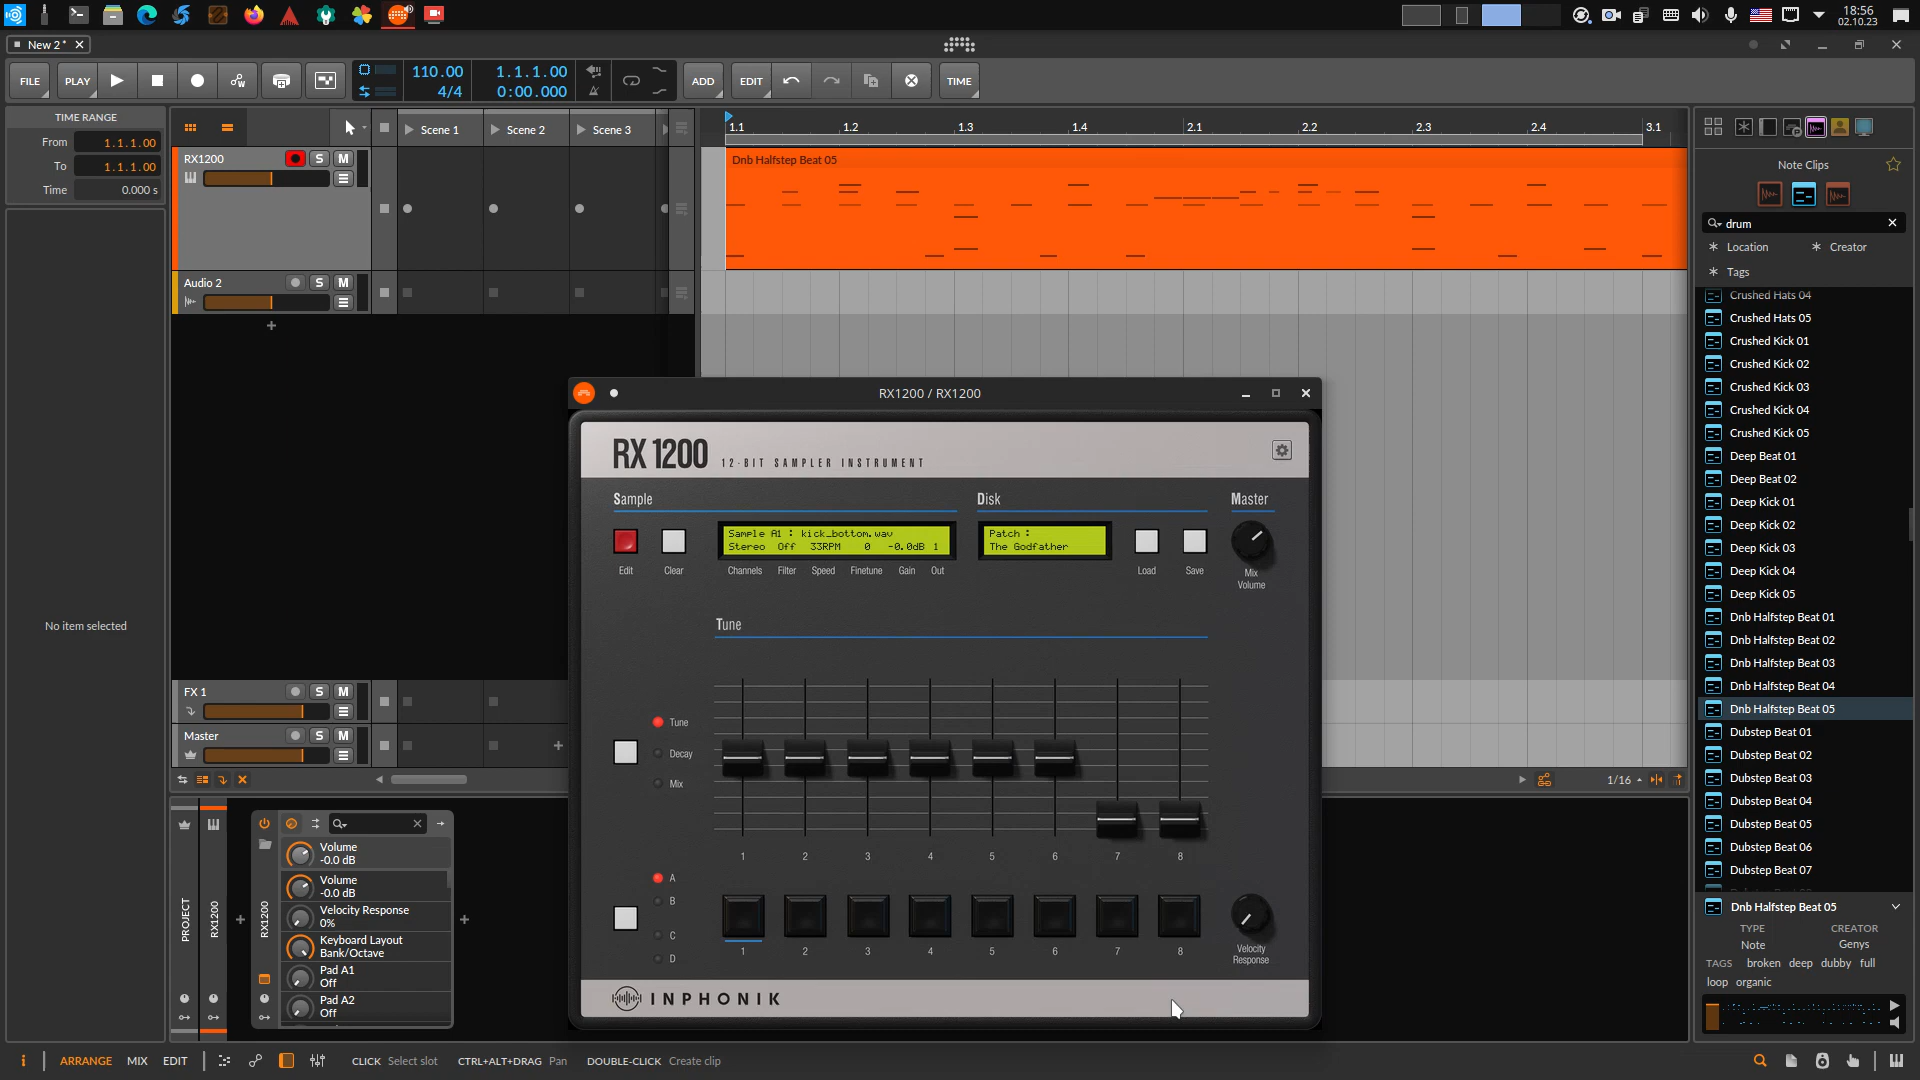 18:56
02.10.23
New 2*
FILE
PLAY
110.00
4/4
1.1.1.00
0:00.000
ADD
EDIT
TIME
TIME RANGE
From 1.1.1.00
To 1.1.1.00
Time 0.000 s
No item selected
RX1200 S M
Scene 1
Scene 2
Scene 3
Audio 2 S M
FX 1 S M
Master S M
1.1 1.2 1.3 1.4 2.1 2.2 2.3 2.4 3.1
Dnb Halfstep Beat 05
1/16
RX1200 / RX1200
RX1200
12-BIT SAMPLER INSTRUMENT
Sample
Disk
Master
Sample A1 : kick_bottom.wav
Stereo Off 33RPM 0 -0.0dB 1
Patch :
The Godfather
Edit
Clear
Channels Filter Speed Finetune Gain Out
Load
Save
Mix
Volume
Tune
Tune
Decay
Mix
1 2 3 4 5 6 7 8
A
B
C
D
1 2 3 4 5 6 7 8
Velocity
Response
INPHONIK
PROJECT
RX1200
RX1200
Volume
-0.0 dB
Volume
-0.0 dB
Velocity Response
0%
Keyboard Layout
Bank/Octave
Pad A1
Off
Pad A2
Off
Note Clips
drum
Location
Creator
Tags
Crushed Hats 04
Crushed Hats 05
Crushed Kick 01
Crushed Kick 02
Crushed Kick 03
Crushed Kick 04
Crushed Kick 05
Deep Beat 01
Deep Beat 02
Deep Kick 01
Deep Kick 02
Deep Kick 03
Deep Kick 04
Deep Kick 05
Dnb Halfstep Beat 01
Dnb Halfstep Beat 02
Dnb Halfstep Beat 03
Dnb Halfstep Beat 04
Dnb Halfstep Beat 05
Dubstep Beat 01
Dubstep Beat 02
Dubstep Beat 03
Dubstep Beat 04
Dubstep Beat 05
Dubstep Beat 06
Dubstep Beat 07
Dnb Halfstep Beat 05
TYPE
Note
CREATOR
Genys
TAGS broken deep dubby full
loop organic
ARRANGE MIX EDIT
CLICK Select slot CTRL+ALT+DRAG Pan DOUBLE-CLICK Create clip